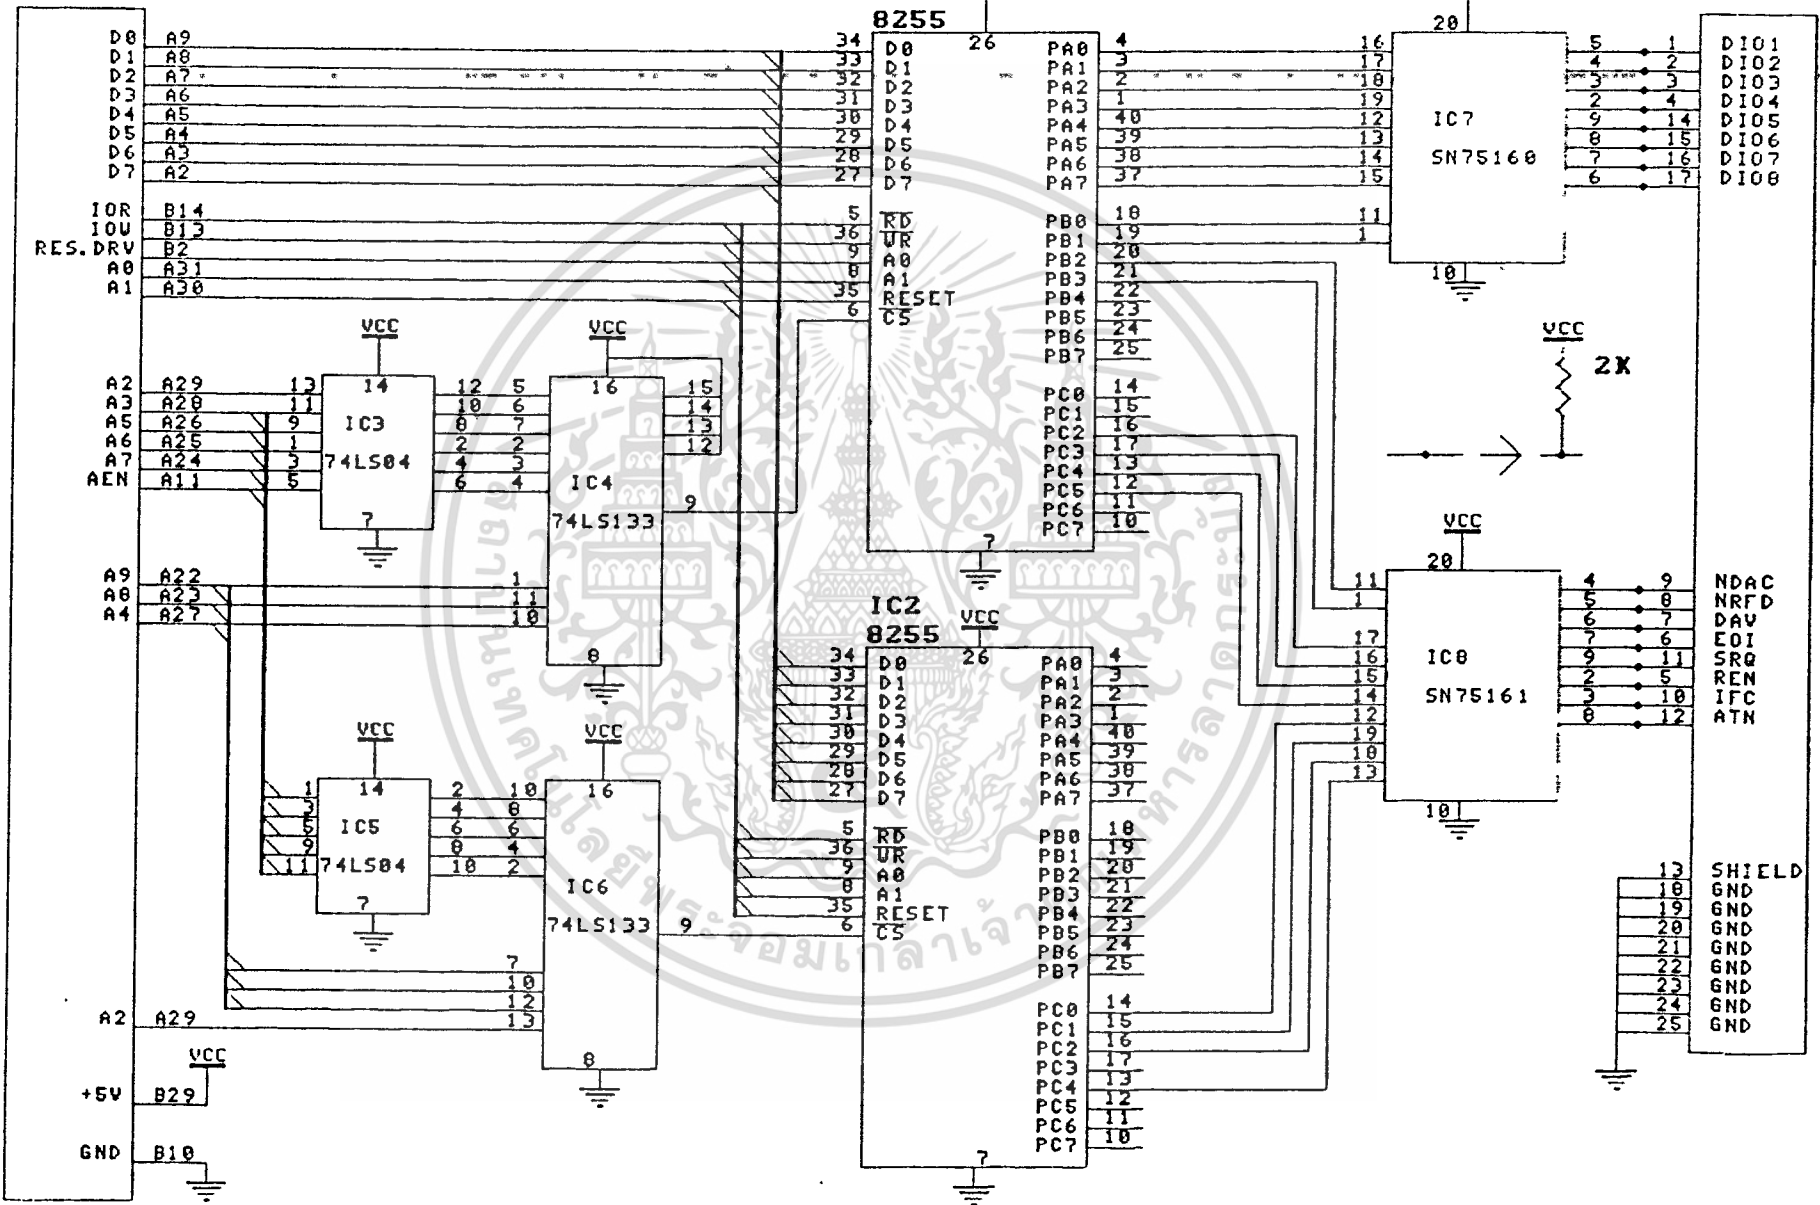 D0 A9
D1 A8
D2 A7
D3 A6
D4 A5
D5 A4
D6 A3
D7 A2
IOR B14
IOW B13
RES.DRV B2
A0 A31
A1 A30
A2 A29
A3 A28
A5 A26
A6 A25
A7 A24
AEN A11
A9 A22
A8 A23
A4 A27
A2 A29
+5V B29
VCC
GND B10
VCC
14
13 12
11 10
9 8
1 2
3 4
5 6
IC3
74LS04
7
VCC
16
5 15
6 14
7 13
2 12
3
4
IC4
74LS133
9
1
11
10
8
VCC
14
1 2
3 4
5 6
9 8
11 10
IC5
74LS04
7
VCC
16
10
8
6
4
2
IC6
74LS133
9
7
10
12
13
8
8255
26
34 D0 PA0 4
33 D1 PA1 3
32 D2 PA2 2
31 D3 PA3 1
30 D4 PA4 40
29 D5 PA5 39
28 D6 PA6 38
27 D7 PA7 37
5 RD PB0 18
36 WR PB1 19
9 A0 PB2 20
8 A1 PB3 21
35 RESET PB4 22
6 CS PB5 23
PB6 24
PB7 25
PC0 14
PC1 15
PC2 16
PC3 17
PC4 13
PC5 12
PC6 11
PC7 10
7
IC2
8255
VCC
26
34 D0 PA0 4
33 D1 PA1 3
32 D2 PA2 2
31 D3 PA3 1
30 D4 PA4 40
29 D5 PA5 39
28 D6 PA6 38
27 D7 PA7 37
5 RD PB0 18
36 WR PB1 19
9 A0 PB2 20
8 A1 PB3 21
35 RESET PB4 22
6 CS PB5 23
PB6 24
PB7 25
PC0 14
PC1 15
PC2 16
PC3 17
PC4 13
PC5 12
PC6 11
PC7 10
7
20
16 5 1 DIO1
17 4 2 DIO2
18 3 3 DIO3
19 2 4 DIO4
12 9 14 DIO5
13 8 15 DIO6
14 7 16 DIO7
15 6 17 DIO8
11
1
IC7
SN75160
10
VCC
2K
VCC
20
11 4 9 NDAC
1 5 8 NRFD
6 7 DAV
17 7 6 EOI
16 9 11 SRQ
15 2 5 REN
14 3 10 IFC
12 8 12 ATN
19
18
13
IC8
SN75161
10
13 SHIELD
18 GND
19 GND
20 GND
21 GND
22 GND
23 GND
24 GND
25 GND